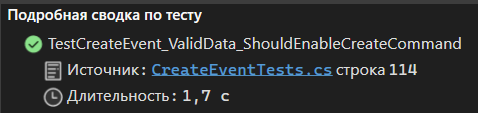 Подробная сводка по тесту
TestCreateEvent_ValidData_ShouldEnableCreateCommand
Источник: CreateEventTests.cs строка 114
Длительность: 1,7 с